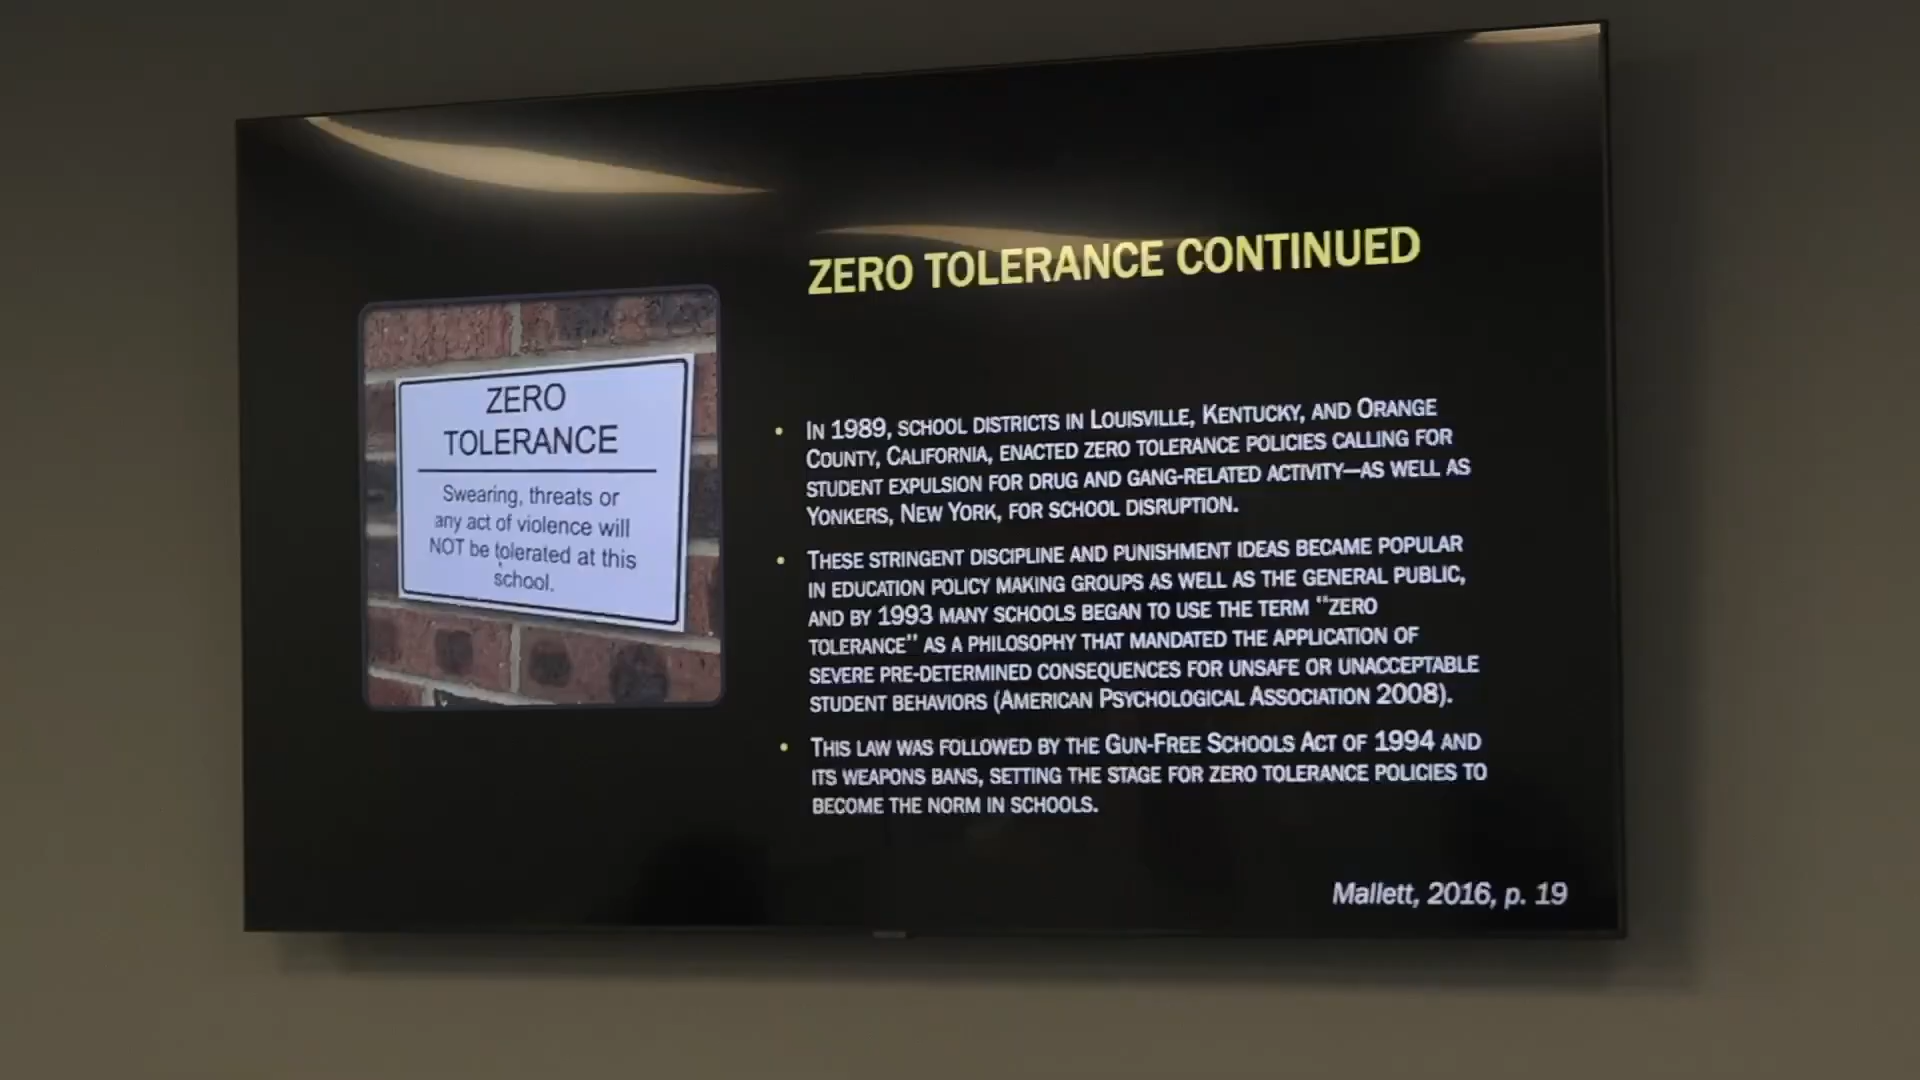 ZERO TOLERANCE CONTINUED
ZERO
TOLERANCE
Swearing, threats or
any act of violence will
NOT be tolerated at this
school.
• IN 1989, SCHOOL DISTRICTS IN LOUISVILLE, KENTUCKY, AND ORANGE
COUNTY, CALIFORNIA, ENACTED ZERO TOLERANCE POLICIES CALLING FOR
STUDENT EXPULSION FOR DRUG AND GANG-RELATED ACTIVITY—AS WELL AS
YONKERS, NEW YORK, FOR SCHOOL DISRUPTION.
• THESE STRINGENT DISCIPLINE AND PUNISHMENT IDEAS BECAME POPULAR
IN EDUCATION POLICY MAKING GROUPS AS WELL AS THE GENERAL PUBLIC,
AND BY 1993 MANY SCHOOLS BEGAN TO USE THE TERM "ZERO
TOLERANCE" AS A PHILOSOPHY THAT MANDATED THE APPLICATION OF
SEVERE PRE-DETERMINED CONSEQUENCES FOR UNSAFE OR UNACCEPTABLE
STUDENT BEHAVIORS (AMERICAN PSYCHOLOGICAL ASSOCIATION 2008).
• THIS LAW WAS FOLLOWED BY THE GUN-FREE SCHOOLS ACT OF 1994 AND
ITS WEAPONS BANS, SETTING THE STAGE FOR ZERO TOLERANCE POLICIES TO
BECOME THE NORM IN SCHOOLS.
Mallett, 2016, p. 19